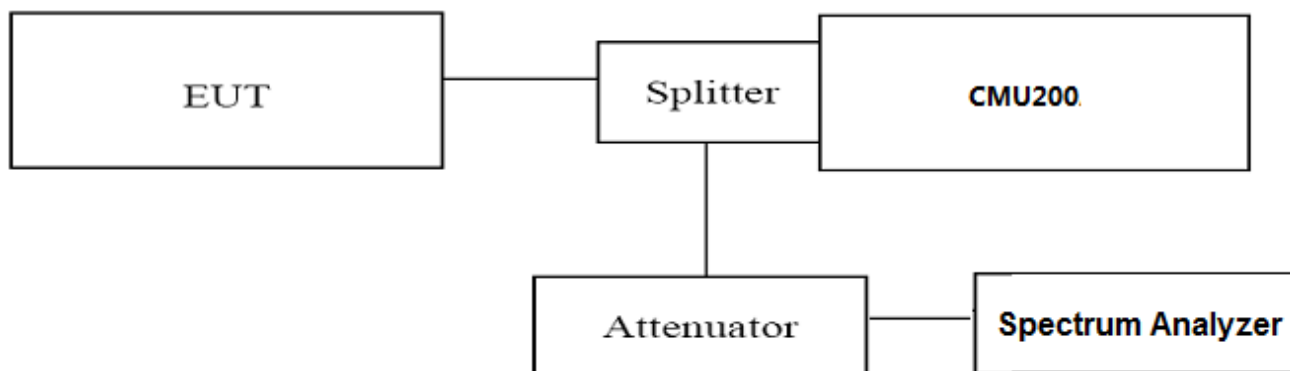 EUT
Splitter
CMU200
Attenuator
Spectrum Analyzer